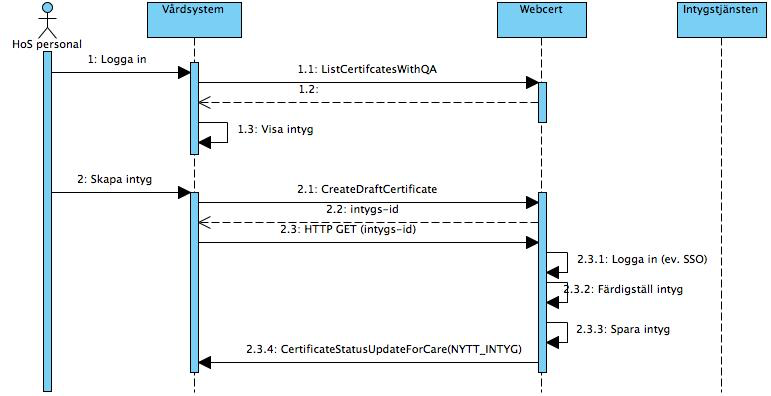 Vårdsystem
Webcert
Intygstjänsten
HoS personal
1: Logga in
1.1: ListCertifcatesWithQA
1.2:
1.3: Visa intyg
2: Skapa intyg
2.1: CreateDraftCertificate
2.2: intygs-id
2.3: HTTP GET (intygs-id)
2.3.1: Logga in (ev. SSO)
2.3.2: Färdigställ intyg
2.3.3: Spara intyg
2.3.4: CertificateStatusUpdateForCare(NYTT_INTYG)